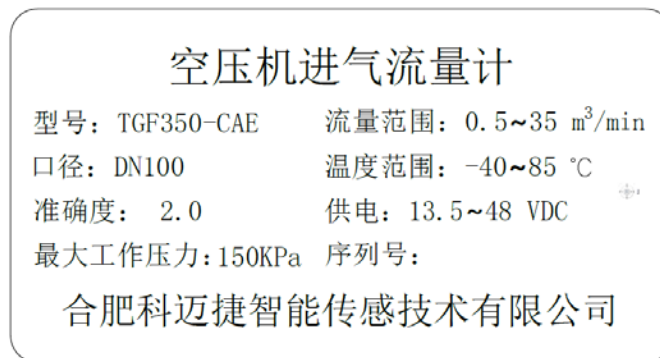 空压机进气流量计
型号：TGF350-CAE 流量范围：0.5~35 m³/min
口径：DN100 温度范围：-40~85 ℃
准确度： 2.0 供电：13.5~48 VDC
最大工作压力：150KPa 序列号：
合肥科迈捷智能传感技术有限公司